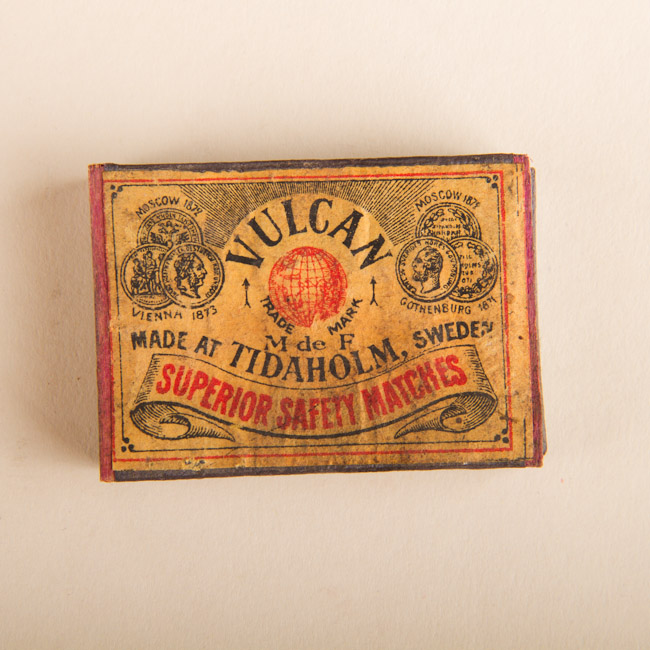 MOSCOW 1872
VULCAN
MOSCOW 1872
VIENNA 1873
TRADE MARK
GOTHENBURG 1871
M de F
MADE AT TIDAHOLM, SWEDEN
SUPERIOR SAFETY MATCHES